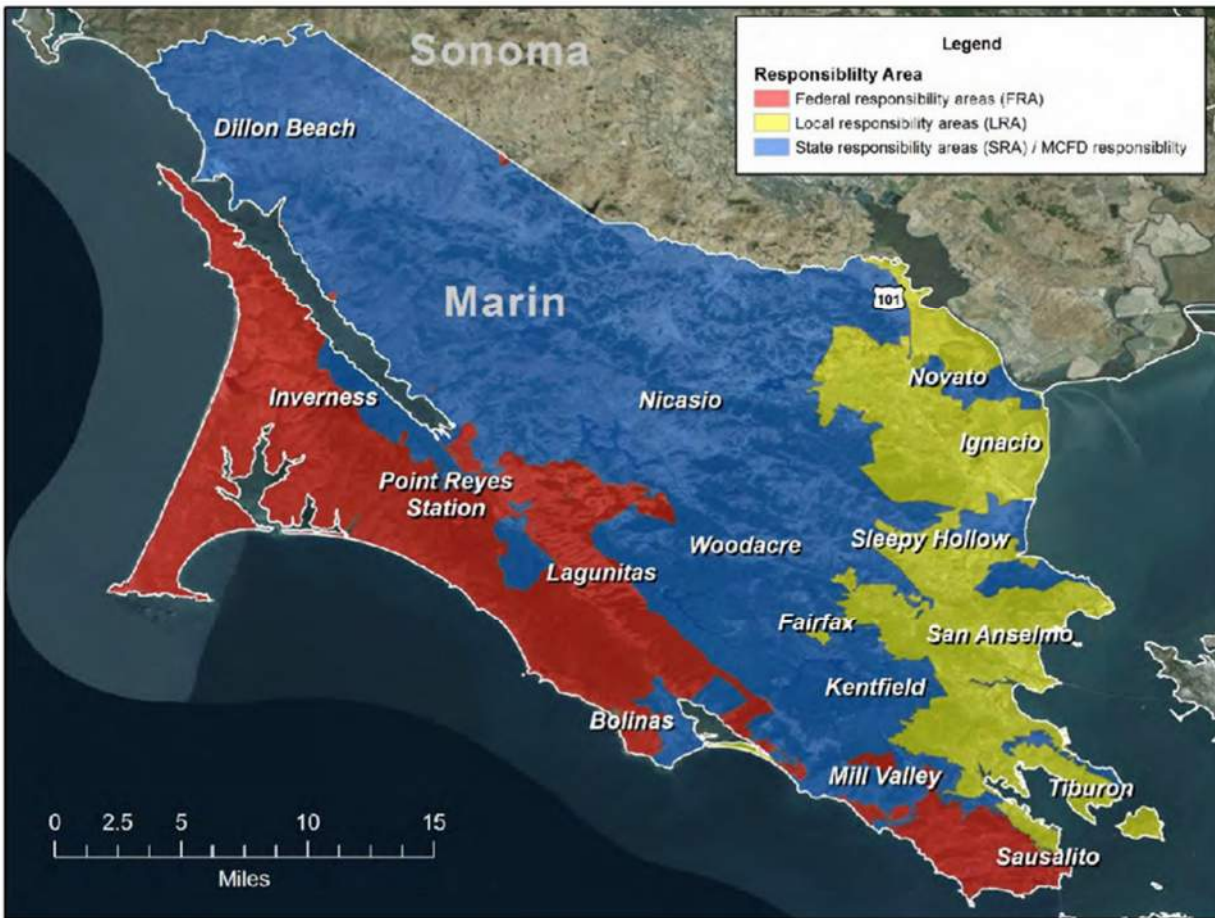 Sonoma
Legend
Responsiblilty Area
Federal responsibility areas (FRA)
Local responsibility areas (LRA)
State responsibility areas (SRA) / MCFD responsiblity
Dillon Beach
Marin
101
Novato
Inverness
Nicasio
Ignacio
Point Reyes
Station
Woodacre
Sleepy Hollow
Lagunitas
Fairfax
San Anselmo
Kentfield
Bolinas
Mill Valley
Tiburon
0 2.5 5 10 15
Miles
Sausalito